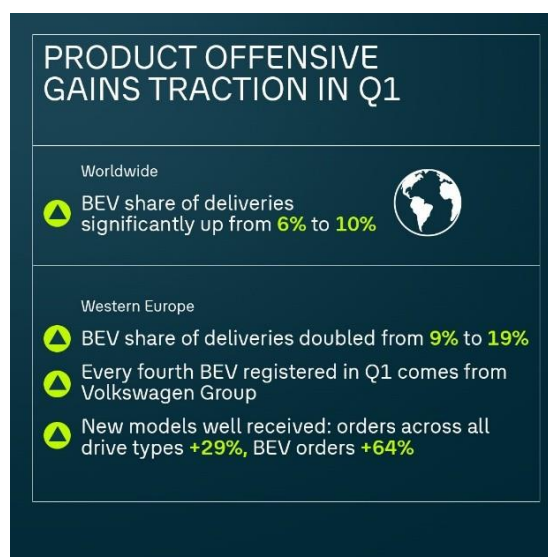 PRODUCT OFFENSIVE
GAINS TRACTION IN Q1
Worldwide
BEV share of deliveries
significantly up from 6% to 10%
Western Europe
BEV share of deliveries doubled from 9% to 19%
Every fourth BEV registered in Q1 comes from
Volkswagen Group
New models well received: orders across all
drive types +29%, BEV orders +64%